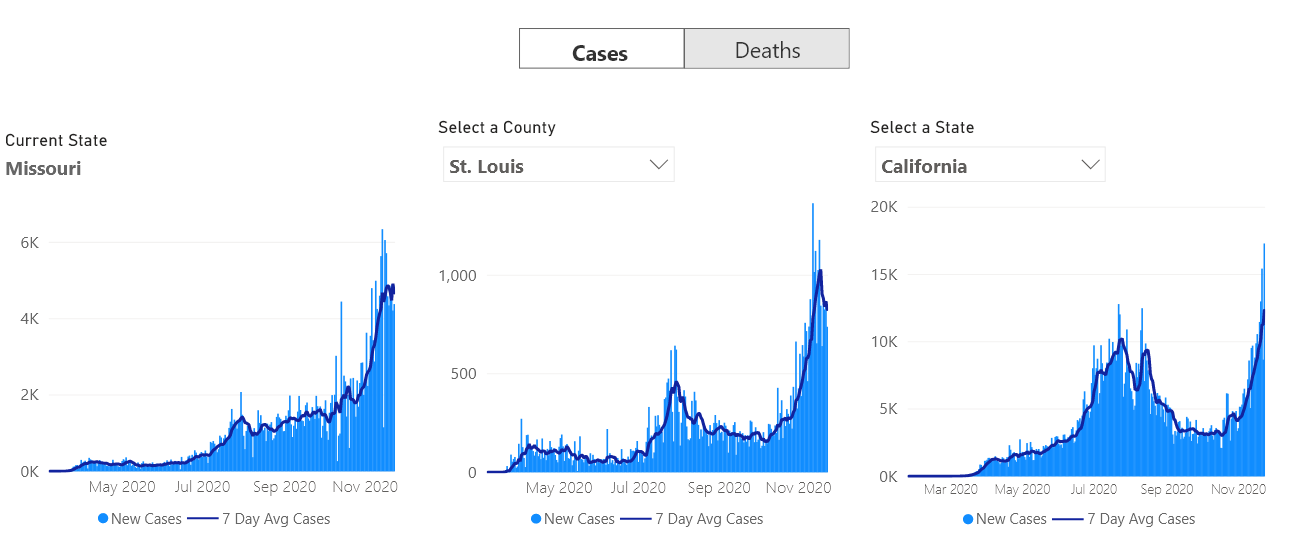 Cases Deaths
Current State
Missouri
6K
4K
2K
0K
May 2020 Jul 2020 Sep 2020 Nov 2020
New Cases 7 Day Avg Cases
Select a County
St. Louis
1,000
500
0
May 2020 Jul 2020 Sep 2020 Nov 2020
New Cases 7 Day Avg Cases
Select a State
California
20K
15K
10K
5K
0K
Mar 2020 May 2020 Jul 2020 Sep 2020 Nov 2020
New Cases 7 Day Avg Cases